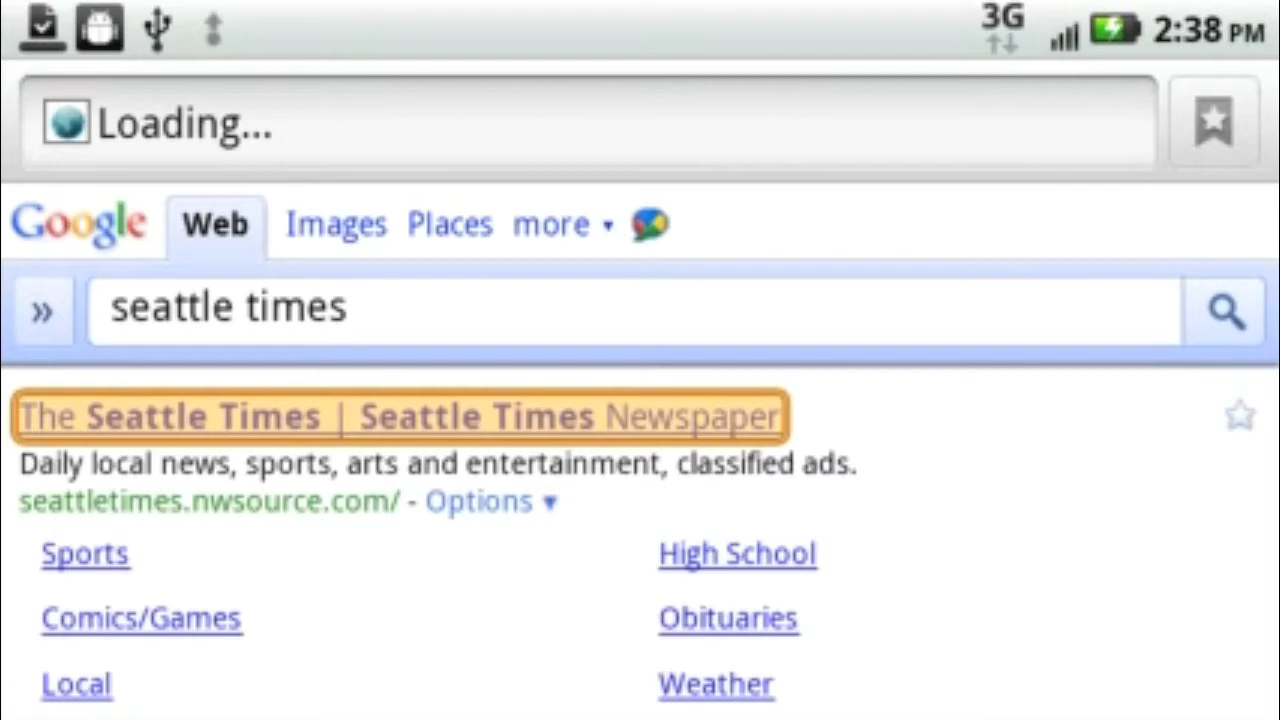 3G 2:38 PM
Loading...
Google Web Images Places more ▾
» seattle times
The Seattle Times | Seattle Times Newspaper
Daily local news, sports, arts and entertainment, classified ads.
seattletimes.nwsource.com/ - Options ▼
Sports High School
Comics/Games Obituaries
Local Weather